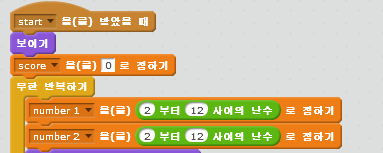 start 을(를) 받았을 때
보이기
score 을(를) 0 로 정하기
무한 반복하기
number 1 을(를) 2 부터 12 사이의 난수 로 정하기
number 2 을(를) 2 부터 12 사이의 난수 로 정하기